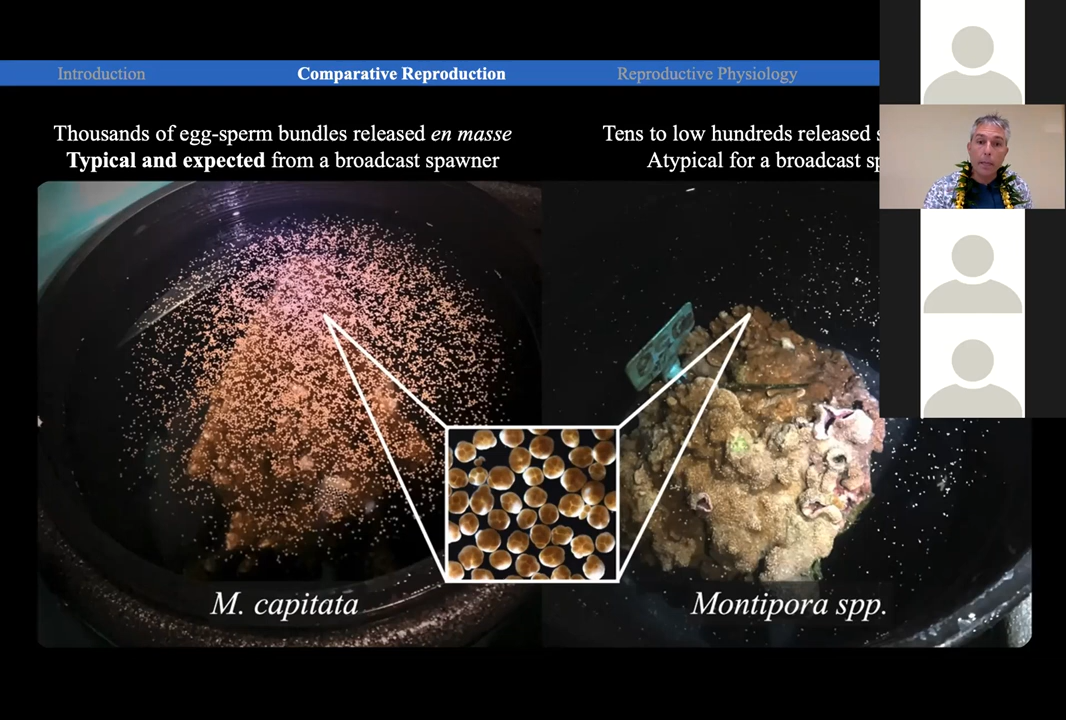 Introduction
Comparative Reproduction
Reproductive Physiology
Thousands of egg-sperm bundles released en masse
Typical and expected from a broadcast spawner
Tens to low hundreds released
Atypical for a broadcast
M. capitata
Montipora spp.